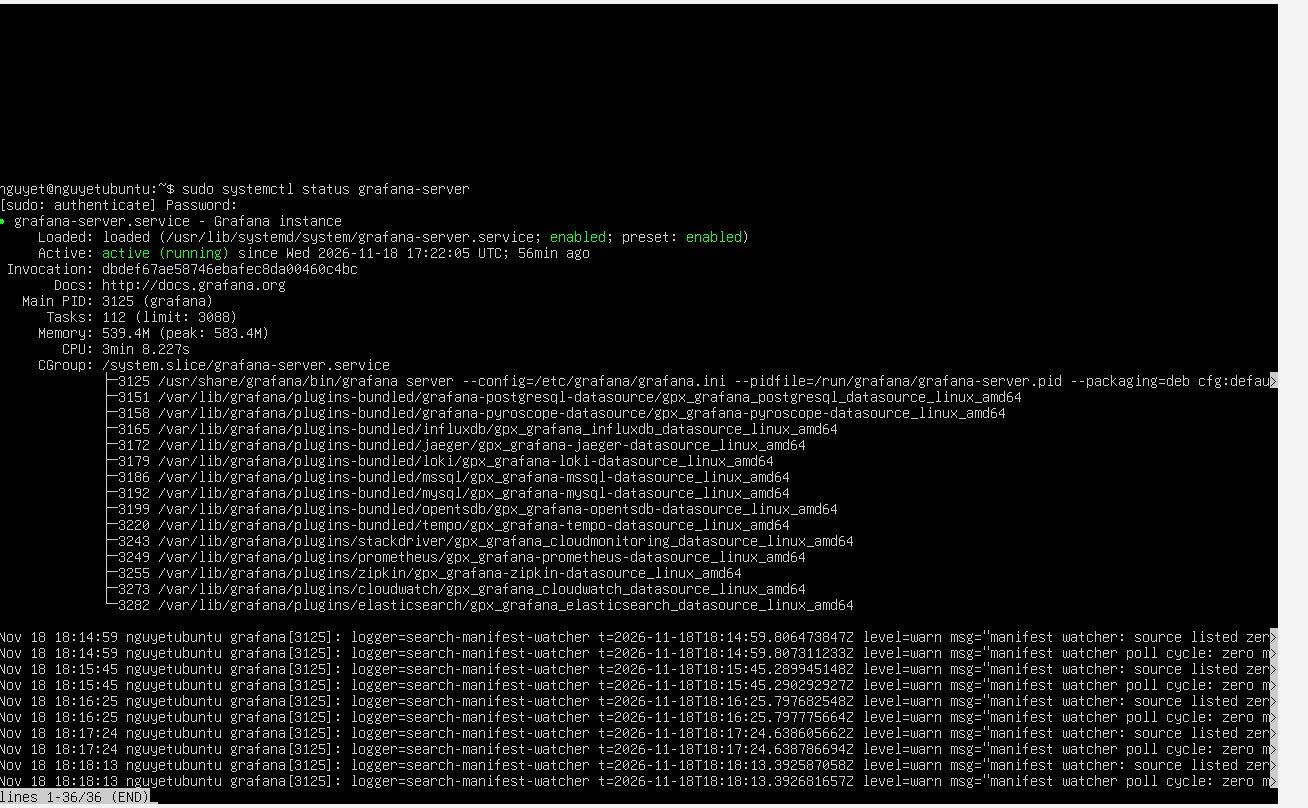 nguyet@nguyetubuntu:~$ sudo systemctl status grafana-server
[sudo: authenticate] Password:
● grafana-server.service - Grafana instance
     Loaded: loaded (/usr/lib/systemd/system/grafana-server.service; enabled; preset: enabled)
     Active: active (running) since Wed 2026-11-18 17:22:05 UTC; 56min ago
 Invocation: dbdef67ae58746ebafec8da00460c4bc
       Docs: http://docs.grafana.org
   Main PID: 3125 (grafana)
      Tasks: 112 (limit: 3088)
     Memory: 539.4M (peak: 583.4M)
        CPU: 3min 8.227s
     CGroup: /system.slice/grafana-server.service
             ├─3125 /usr/share/grafana/bin/grafana server --config=/etc/grafana/grafana.ini --pidfile=/run/grafana/grafana-server.pid --packaging=deb cfg:defau>
             ├─3151 /var/lib/grafana/plugins-bundled/grafana-postgresql-datasource/gpx_grafana_postgresql_datasource_linux_amd64
             ├─3158 /var/lib/grafana/plugins-bundled/grafana-pyroscope-datasource/gpx_grafana-pyroscope-datasource_linux_amd64
             ├─3165 /var/lib/grafana/plugins-bundled/influxdb/gpx_grafana_influxdb_datasource_linux_amd64
             ├─3172 /var/lib/grafana/plugins-bundled/jaeger/gpx_grafana-jaeger-datasource_linux_amd64
             ├─3179 /var/lib/grafana/plugins-bundled/loki/gpx_grafana-loki-datasource_linux_amd64
             ├─3186 /var/lib/grafana/plugins-bundled/mssql/gpx_grafana-mssql-datasource_linux_amd64
             ├─3192 /var/lib/grafana/plugins-bundled/mysql/gpx_grafana-mysql-datasource_linux_amd64
             ├─3199 /var/lib/grafana/plugins-bundled/opentsdb/gpx_grafana-opentsdb-datasource_linux_amd64
             ├─3220 /var/lib/grafana/plugins-bundled/tempo/gpx_grafana-tempo-datasource_linux_amd64
             ├─3243 /var/lib/grafana/plugins/stackdriver/gpx_grafana_cloudmonitoring_datasource_linux_amd64
             ├─3249 /var/lib/grafana/plugins/prometheus/gpx_grafana-prometheus-datasource_linux_amd64
             ├─3255 /var/lib/grafana/plugins/zipkin/gpx_grafana-zipkin-datasource_linux_amd64
             ├─3273 /var/lib/grafana/plugins/cloudwatch/gpx_grafana_cloudwatch_datasource_linux_amd64
             └─3282 /var/lib/grafana/plugins/elasticsearch/gpx_grafana_elasticsearch_datasource_linux_amd64
Nov 18 18:14:59 nguyetubuntu grafana[3125]: logger=search-manifest-watcher t=2026-11-18T18:14:59.806473847Z level=warn msg="manifest watcher: source listed zer>
Nov 18 18:14:59 nguyetubuntu grafana[3125]: logger=search-manifest-watcher t=2026-11-18T18:14:59.807311233Z level=warn msg="manifest watcher poll cycle: zero m>
Nov 18 18:15:45 nguyetubuntu grafana[3125]: logger=search-manifest-watcher t=2026-11-18T18:15:45.289945148Z level=warn msg="manifest watcher: source listed zer>
Nov 18 18:15:45 nguyetubuntu grafana[3125]: logger=search-manifest-watcher t=2026-11-18T18:15:45.290292927Z level=warn msg="manifest watcher poll cycle: zero m>
Nov 18 18:16:25 nguyetubuntu grafana[3125]: logger=search-manifest-watcher t=2026-11-18T18:16:25.797682548Z level=warn msg="manifest watcher: source listed zer>
Nov 18 18:16:25 nguyetubuntu grafana[3125]: logger=search-manifest-watcher t=2026-11-18T18:16:25.797775664Z level=warn msg="manifest watcher poll cycle: zero m>
Nov 18 18:17:24 nguyetubuntu grafana[3125]: logger=search-manifest-watcher t=2026-11-18T18:17:24.638605662Z level=warn msg="manifest watcher: source listed zer>
Nov 18 18:17:24 nguyetubuntu grafana[3125]: logger=search-manifest-watcher t=2026-11-18T18:17:24.638786694Z level=warn msg="manifest watcher poll cycle: zero m>
Nov 18 18:18:13 nguyetubuntu grafana[3125]: logger=search-manifest-watcher t=2026-11-18T18:18:13.392587058Z level=warn msg="manifest watcher: source listed zer>
Nov 18 18:18:13 nguyetubuntu grafana[3125]: logger=search-manifest-watcher t=2026-11-18T18:18:13.392681657Z level=warn msg="manifest watcher poll cycle: zero m>
lines 1-36/36 (END)